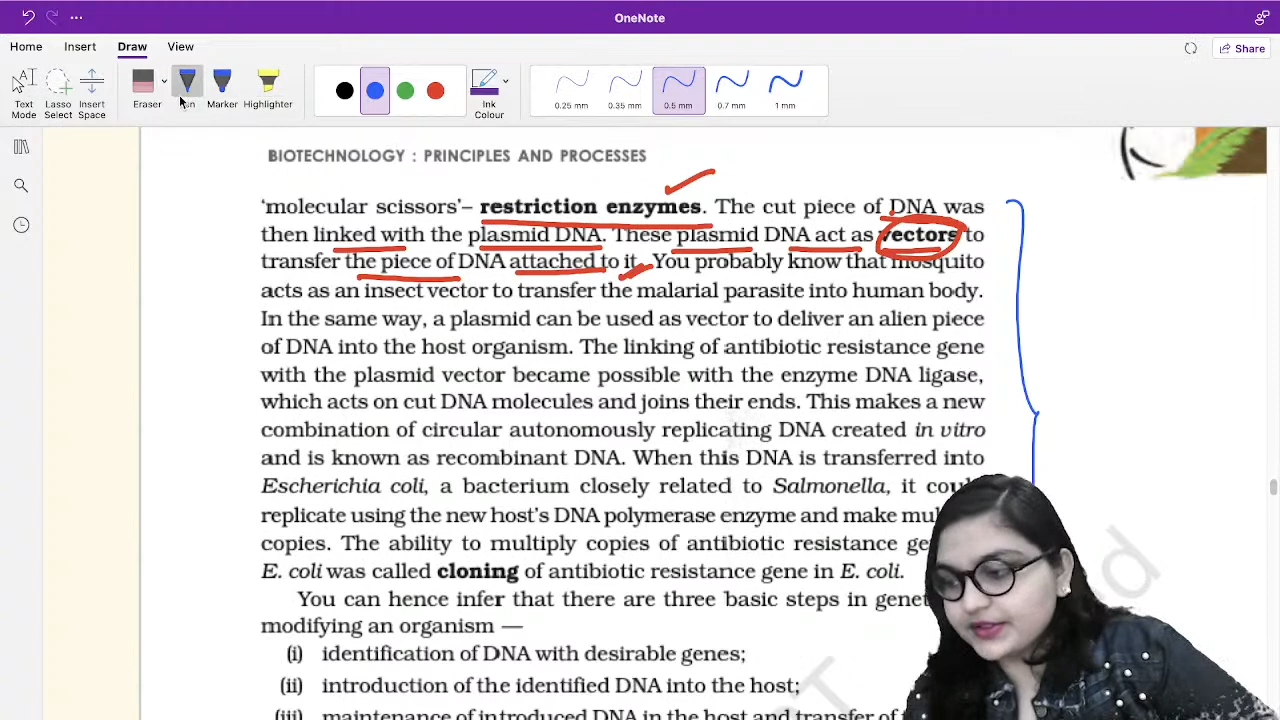 OneNote
Home Insert Draw View
Share
Text Mode
Lasso Select
Insert Space
Eraser
Marker
Highlighter
Ink Colour
0.25 mm
0.35 mm
0.5 mm
0.7 mm
1 mm
BIOTECHNOLOGY : PRINCIPLES AND PROCESSES
‘molecular scissors’– restriction enzymes. The cut piece of DNA was
then linked with the plasmid DNA. These plasmid DNA act as vectors to
transfer the piece of DNA attached to it. You probably know that mosquito
acts as an insect vector to transfer the malarial parasite into human body.
In the same way, a plasmid can be used as vector to deliver an alien piece
of DNA into the host organism. The linking of antibiotic resistance gene
with the plasmid vector became possible with the enzyme DNA ligase,
which acts on cut DNA molecules and joins their ends. This makes a new
combination of circular autonomously replicating DNA created in vitro
and is known as recombinant DNA. When this DNA is transferred into
Escherichia coli, a bacterium closely related to Salmonella, it
replicate using the new host’s DNA polymerase enzyme and make
copies. The ability to multiply copies of antibiotic resistance
E. coli was called cloning of antibiotic resistance gene in E. coli.
You can hence infer that there are three basic steps in
modifying an organism —
(i) identification of DNA with desirable genes;
(ii) introduction of the identified DNA into the host;
(iii) maintenance of introduced DNA in the host and transfer of